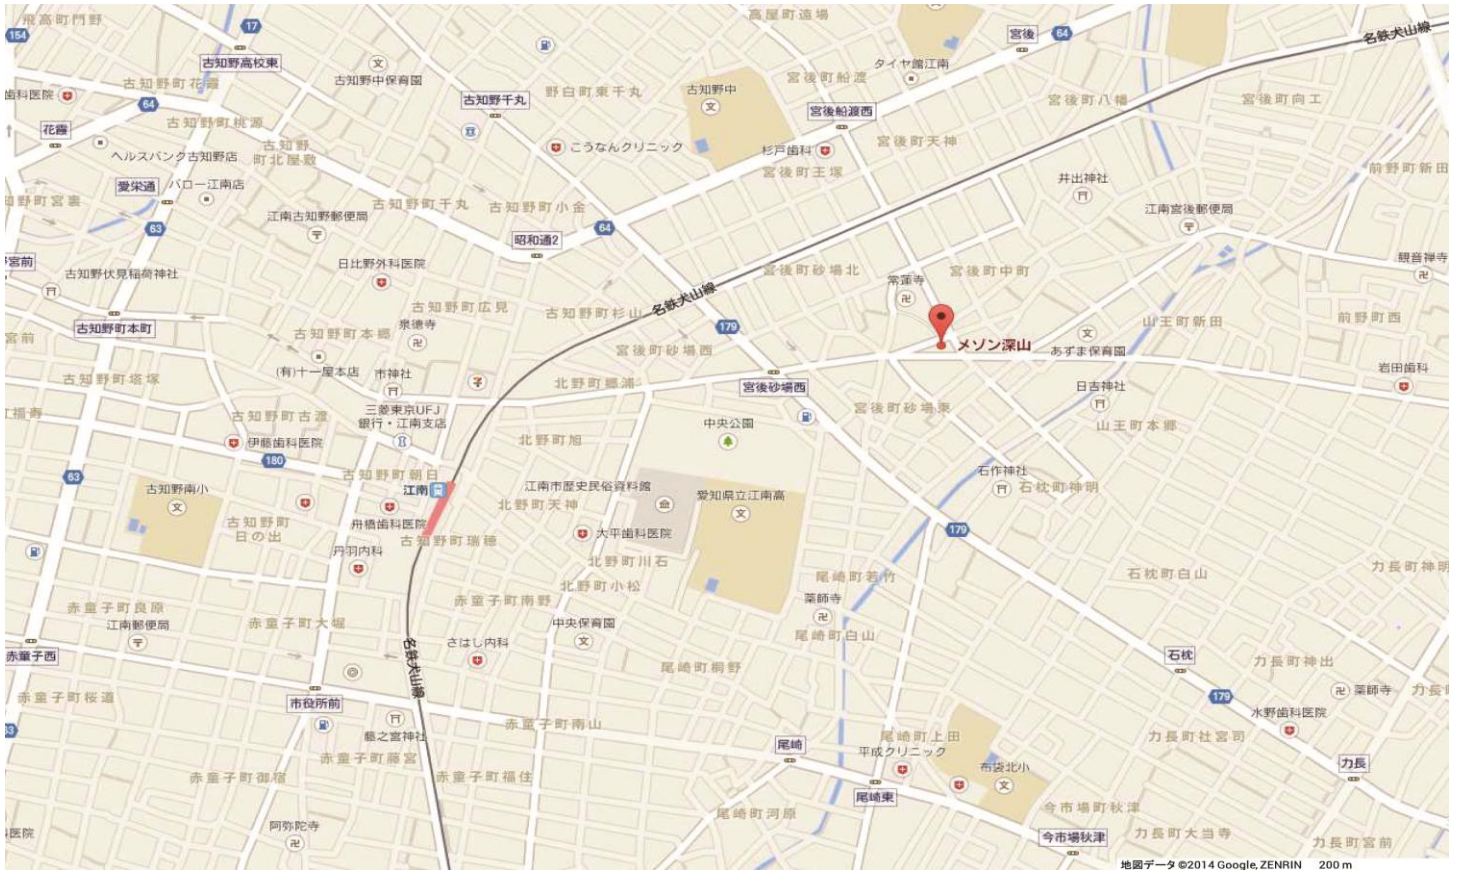 飛高町門野
17
高屋町遠場
宮後
64
名鉄犬山線
154
古知野高校東
古知野中保育園
タイヤ館江南
歯科医院
古知野町花霞
64
古知野千丸
野白町東千丸
古知野中
宮後町船渡
宮後町八幡
宮後町向工
花霞
古知野町桃源
宮後船渡西
ヘルスバンク古知野店
古知野
町北屋敷
こうなんクリニック
杉戸歯科
宮後町天神
宮後町王塚
前野町新田
愛栄通
バロー江南店
井出神社
野町宮裏
江南古知野郵便局
古知野町千丸
古知野町小金
江南宮後郵便局
63
64
昭和通2
宮前
古知野伏見稲荷神社
日比野外科医院
宮後町砂場北
常蓮寺
宮後町中町
観音禅寺
名鉄犬山線
古知野町広見
古知野町杉山
古知野町本町
古知野町本郷
泉徳寺
179
山王町新田
前野町西
宮前
宮後町砂場西
メゾン深山
あずま保育園
(有)十一屋本店
市神社
岩田歯科
古知野町塔塚
北野町郷浦
宮後砂場西
日吉神社
古知野町古渡
三菱東京UFJ
銀行・江南支店
中央公園
宮後町砂場東
山王町本郷
伊藤歯科医院
北野町旭
180
63
古知野町朝日
江南
石作神社
古知野南小
江南市歴史民俗資料館
愛知県立江南高
石枕町神明
北野町天神
古知野町
日の出
舟橋歯科医院
古知野町瑞穂
大平歯科医院
179
丹羽内科
北野町川石
尾崎町若竹
石枕町白山
力長町神明
北野町小松
赤童子町良原
赤童子町大堀
赤童子町南野
薬師寺
江南郵便局
中央保育園
尾崎町白山
さはし内科
赤童子西
名鉄犬山線
尾崎町桐野
石枕
力長町神出
赤童子町桜道
市役所前
179
薬師寺
赤童子町南山
水野歯科医院
藤之宮神社
尾崎
尾崎町上田
平成クリニック
力長町社宮司
赤童子町御宿
赤童子町藤宮
赤童子町福住
布袋北小
力長
尾崎東
尾崎町河原
今市場町秋津
阿弥陀寺
今市場秋津
力長町大当寺
力長町宮前
地図データ ©2014 Google, ZENRIN 200 m